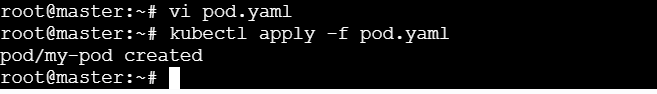 root@master:~# vi pod.yaml
root@master:~# kubectl apply -f pod.yaml
pod/my-pod created
root@master:~#